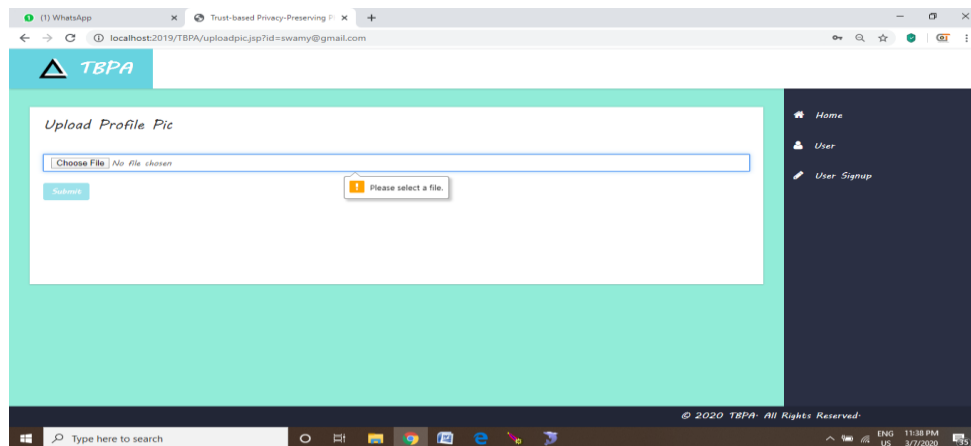 (1) WhatsApp
Trust-based Privacy-Preserving P
localhost:2019/TBPA/uploadpic.jsp?id=swamy@gmail.com
TBPA
Upload Profile Pic
Choose File No file chosen
Please select a file.
Submit
Home
User
User Signup
© 2020 TBPA. All Rights Reserved.
Type here to search
ENG
US
11:38 PM
3/7/2020